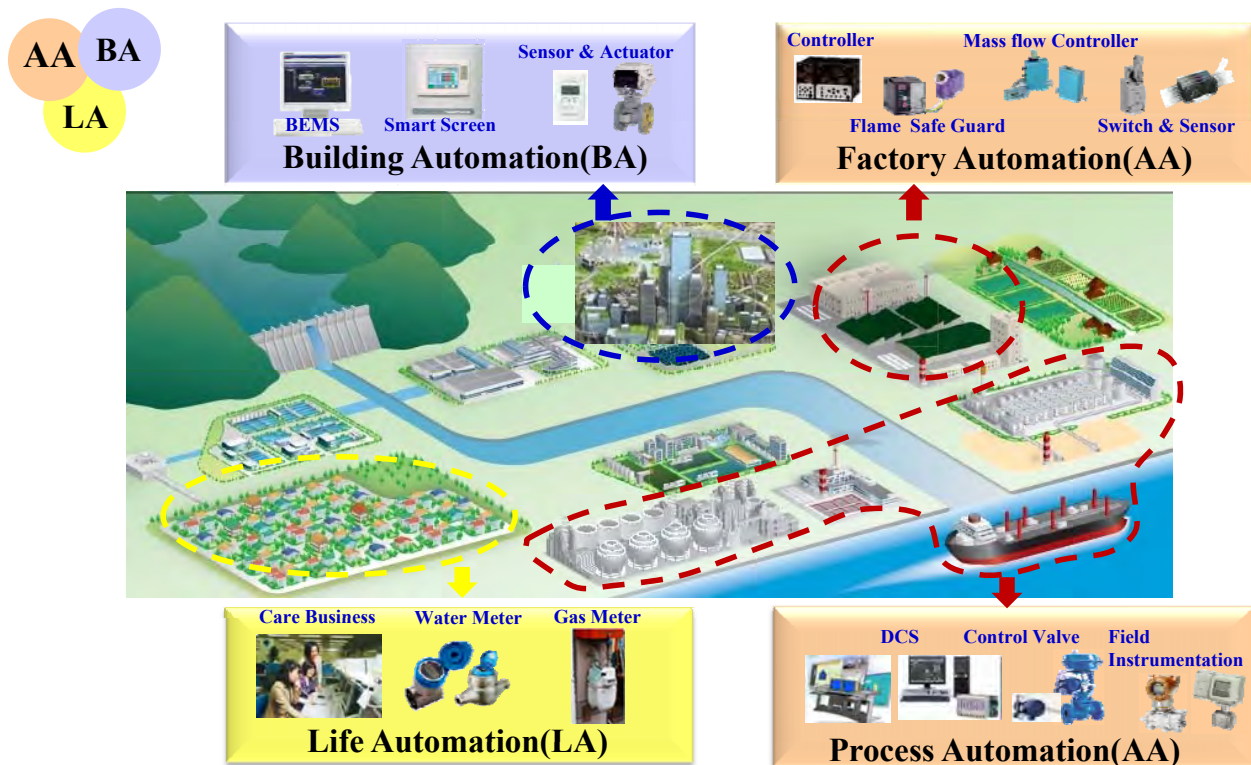 AA
BA
LA
Sensor & Actuator
BEMS
Smart Screen
Building Automation(BA)
Controller
Mass flow Controller
Flame Safe Guard
Switch & Sensor
Factory Automation(AA)
Care Business
Water Meter
Gas Meter
Life Automation(LA)
DCS
Control Valve
Field
Instrumentation
Process Automation(AA)